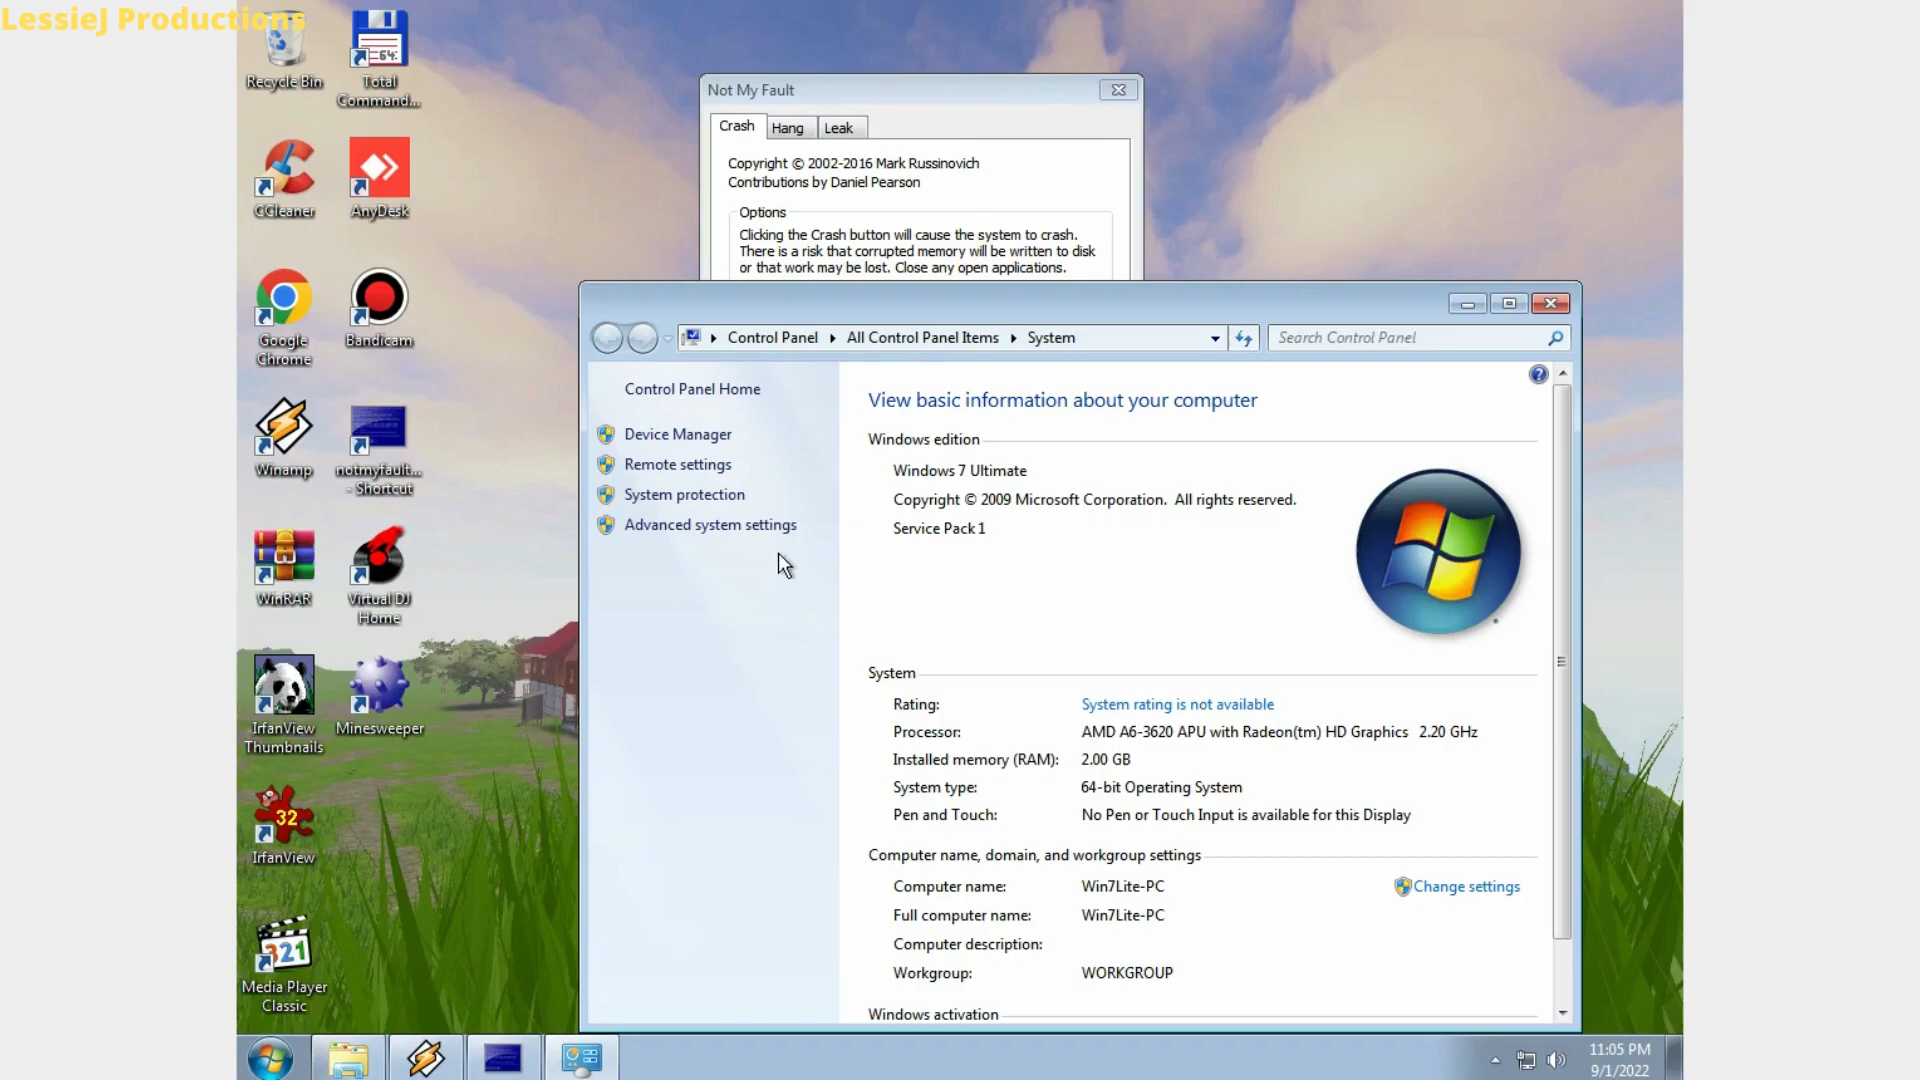 LessieJ Productions
Recycle Bin
Total
Command...
CCleaner
AnyDesk
Google
Chrome
Bandicam
Winamp
notmyfault...
- Shortcut
WinRAR
Virtual DJ
Home
IrfanView
Thumbnails
Minesweeper
IrfanView
Media Player
Classic
64
32
321
Not My Fault
Crash
Hang
Leak
Copyright © 2002-2016 Mark Russinovich
Contributions by Daniel Pearson
Options
Clicking the Crash button will cause the system to crash.
There is a risk that corrupted memory will be written to disk
or that work may be lost. Close any open applications.
Control Panel
All Control Panel Items
System
Search Control Panel
Control Panel Home
Device Manager
Remote settings
System protection
Advanced system settings
View basic information about your computer
Windows edition
Windows 7 Ultimate
Copyright © 2009 Microsoft Corporation. All rights reserved.
Service Pack 1
System
Rating: System rating is not available
Processor: AMD A6-3620 APU with Radeon(tm) HD Graphics 2.20 GHz
Installed memory (RAM): 2.00 GB
System type: 64-bit Operating System
Pen and Touch: No Pen or Touch Input is available for this Display
Computer name, domain, and workgroup settings
Computer name: Win7Lite-PC
Change settings
Full computer name: Win7Lite-PC
Computer description:
Workgroup: WORKGROUP
Windows activation
11:05 PM
9/1/2022